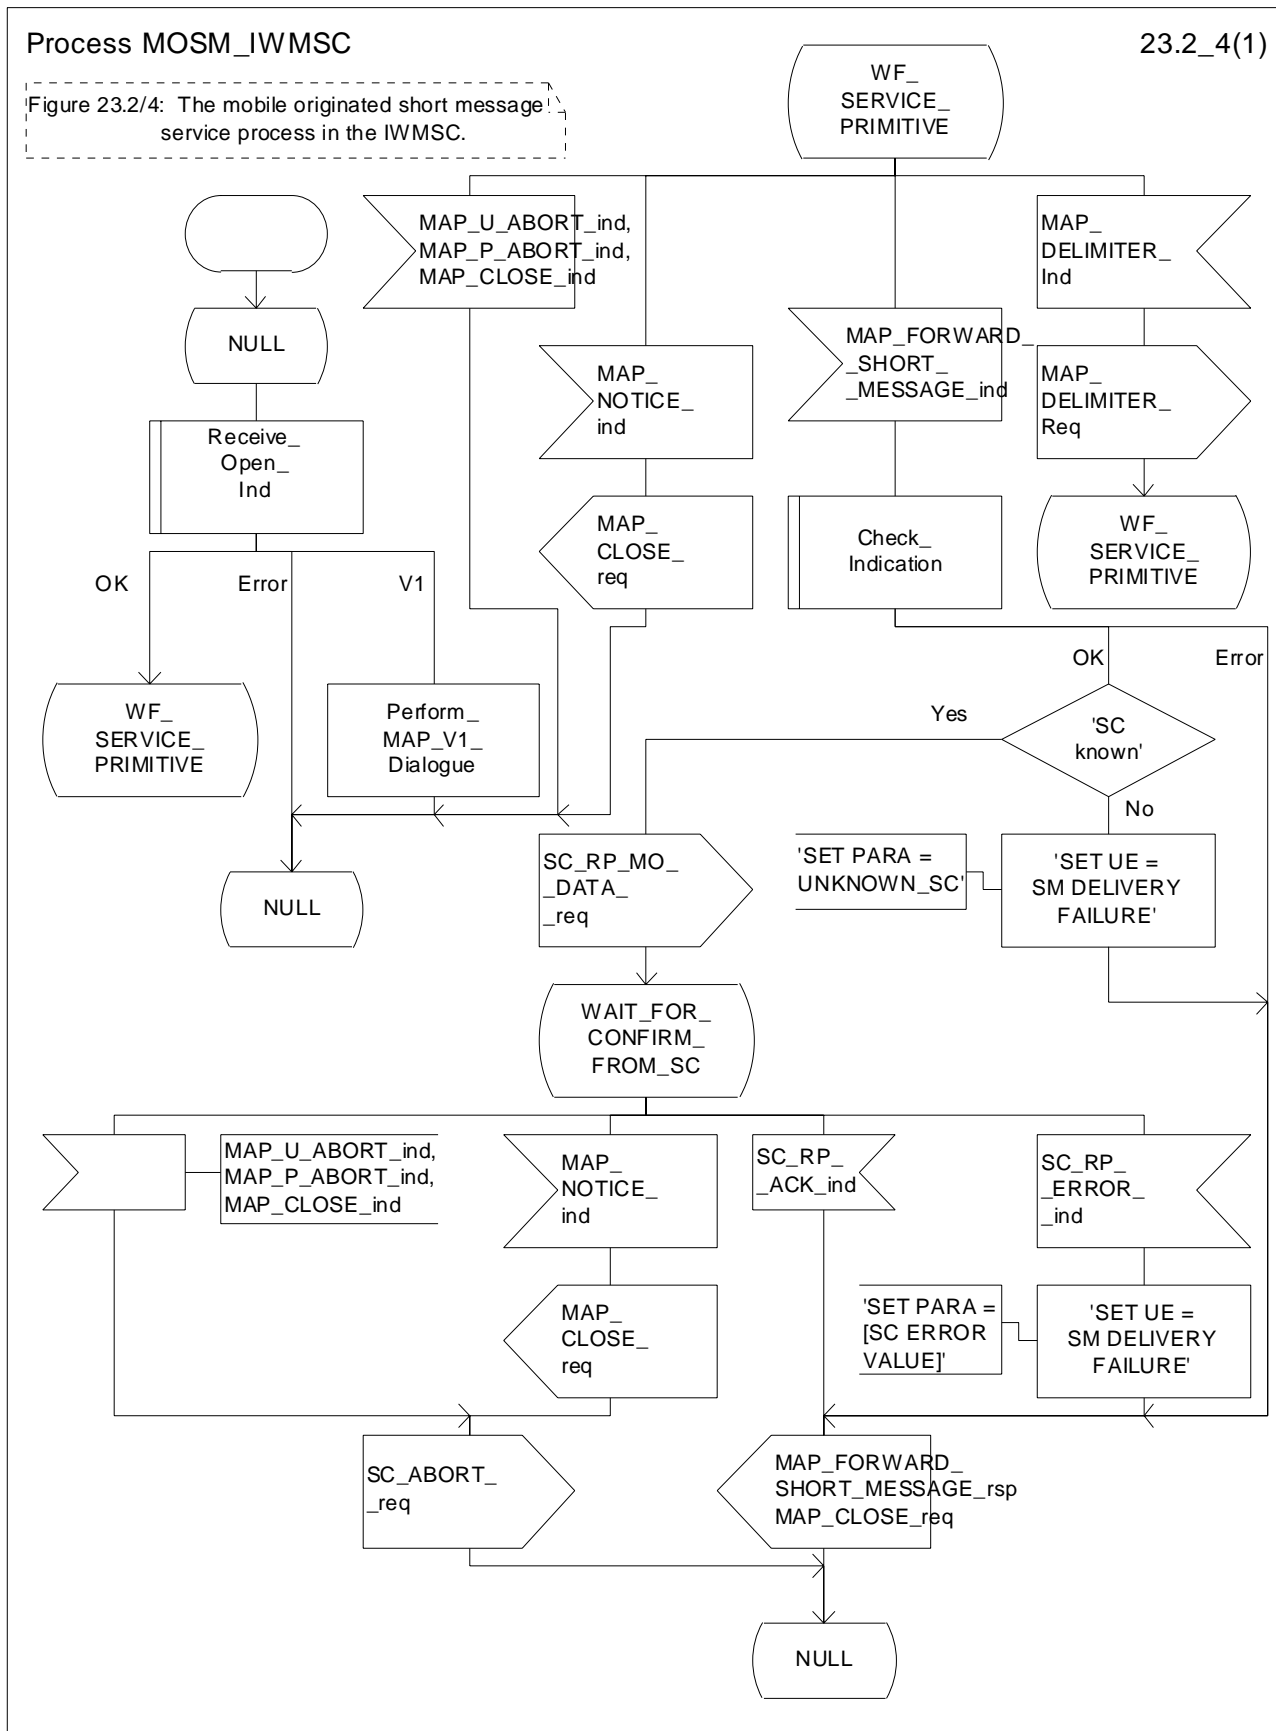 Process MOSM_IWMSC
23.2_4(1)
Figure 23.2/4:  The mobile originated short message
service process in the IWMSC.
WF_
SERVICE_
PRIMITIVE
MAP_U_ABORT_ind,
MAP_P_ABORT_ind,
MAP_CLOSE_ind
MAP_
DELIMITER_
Ind
NULL
MAP_
NOTICE_
ind
MAP_FORWARD_
_SHORT_
_MESSAGE_ind
MAP_
DELIMITER_
Req
Receive_
Open_
Ind
MAP_
CLOSE_
req
Check_
Indication
WF_
SERVICE_
PRIMITIVE
OK
Error
V1
OK
Error
WF_
SERVICE_
PRIMITIVE
Perform_
MAP_V1_
Dialogue
Yes
'SC
known'
No
NULL
SC_RP_MO_
_DATA_
_req
'SET PARA =
UNKNOWN_SC'
'SET UE =
SM DELIVERY
FAILURE'
WAIT_FOR_
CONFIRM_
FROM_SC
MAP_U_ABORT_ind,
MAP_P_ABORT_ind,
MAP_CLOSE_ind
MAP_
NOTICE_
ind
SC_RP_
_ACK_ind
SC_RP_
_ERROR_
_ind
MAP_
CLOSE_
req
'SET PARA =
[SC ERROR
VALUE]'
'SET UE =
SM DELIVERY
FAILURE'
SC_ABORT_
_req
MAP_FORWARD_
SHORT_MESSAGE_rsp
MAP_CLOSE_req
NULL